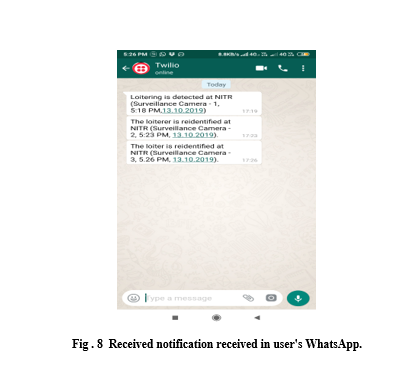 5:26 PM
8.8KB/s 4G 4G
Twilio
online
Today
Loitering is detected at NITR
(Surveillance Camera - 1,
5:18 PM,13.10.2019)
17:19
The loiterer is reidentified at
NITR (Surveillance Camera -
2, 5:23 PM, 13.10.2019).
17:23
The loiter is reidentified at
NITR (Surveillance Camera -
3, 5.26 PM, 13.10.2019).
17:26
Type a message
Fig . 8 Received notification received in user's WhatsApp.